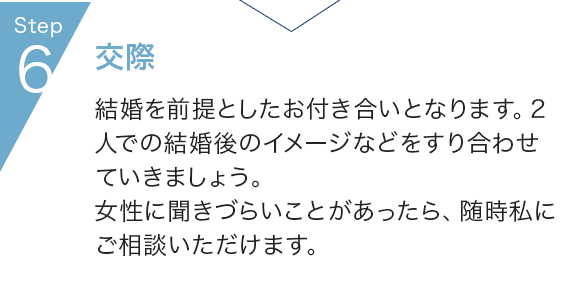 Step
6
交際
結婚を前提としたお付き合いとなります。2
人での結婚後のイメージなどをすり合わせ
ていきましょう。
女性に聞きづらいことがあったら、随時私に
ご相談いただけます。